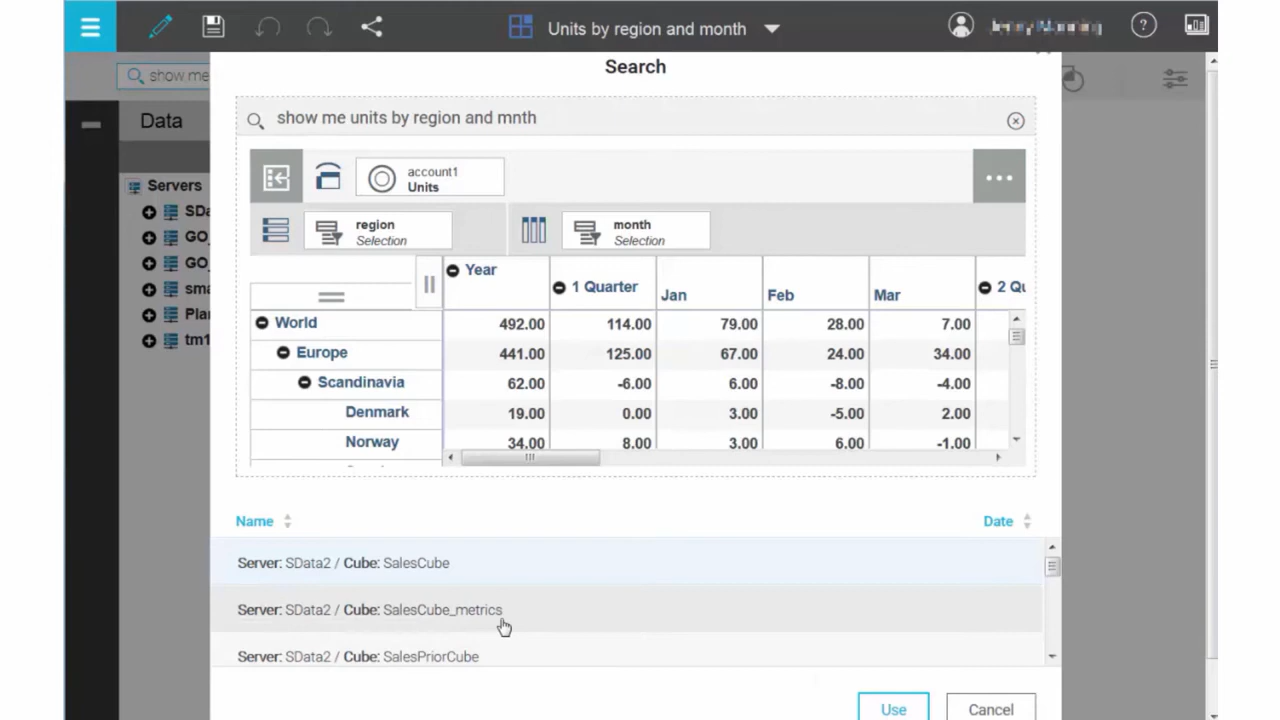 Units by region and month
show me
Search
show me units by region and mnth
Data
account1
Units
region
Selection
month
Selection
Servers
SDa
GO_
GO_
sma
Plar
tm1
Year
1 Quarter
Jan
Feb
Mar
2 Qu
World 492.00 114.00 79.00 28.00 7.00
Europe 441.00 125.00 67.00 24.00 34.00
Scandinavia 62.00 -6.00 6.00 -8.00 -4.00
Denmark 19.00 0.00 3.00 -5.00 2.00
Norway 34.00 8.00 3.00 6.00 -1.00
Name Date
Server: SData2 / Cube: SalesCube
Server: SData2 / Cube: SalesCube_metrics
Server: SData2 / Cube: SalesPriorCube
Use Cancel